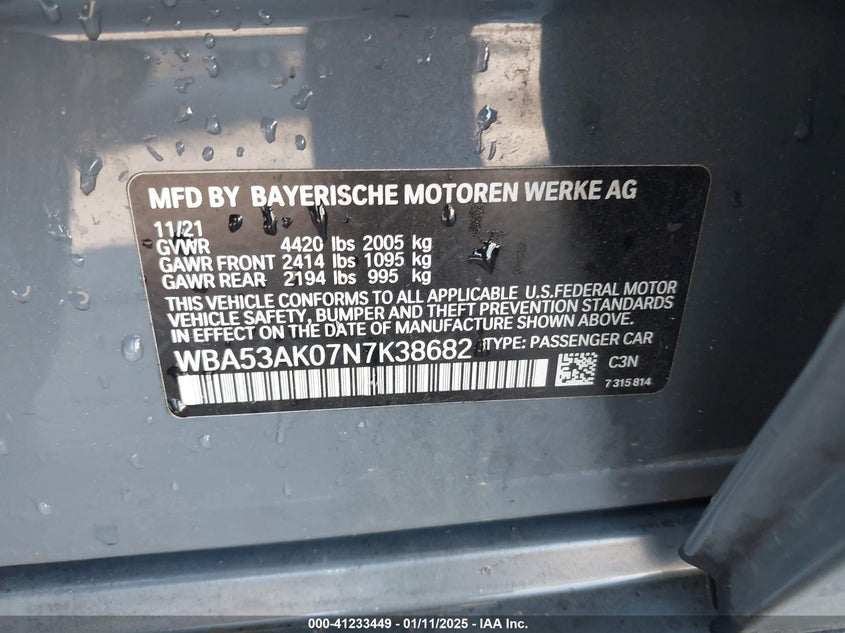 MFD BY BAYERISCHE MOTOREN WERKE AG
11/21
GVWR 4420 lbs 2005 kg
GAWR FRONT 2414 lbs 1095 kg
GAWR REAR 2194 lbs 995 kg
THIS VEHICLE CONFORMS TO ALL APPLICABLE U.S.FEDERAL MOTOR
VEHICLE SAFETY, BUMPER AND THEFT PREVENTION STANDARDS
IN EFFECT ON THE DATE OF MANUFACTURE SHOWN ABOVE.
WBA53AK07N7K38682 TYPE: PASSENGER CAR
C3N
7 315 814
000-41233449 - 01/11/2025 - IAAI.COM